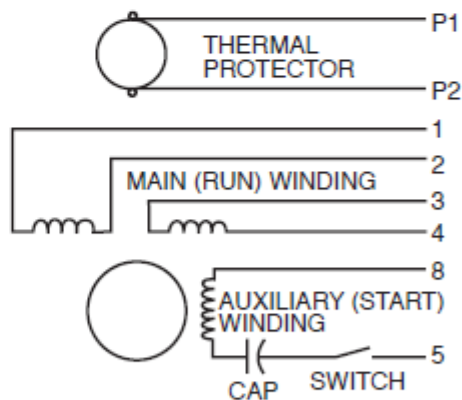 P1
THERMAL
PROTECTOR
P2
1
2
MAIN (RUN) WINDING
3
4
8
AUXILIARY (START)
WINDING
5
CAP
SWITCH